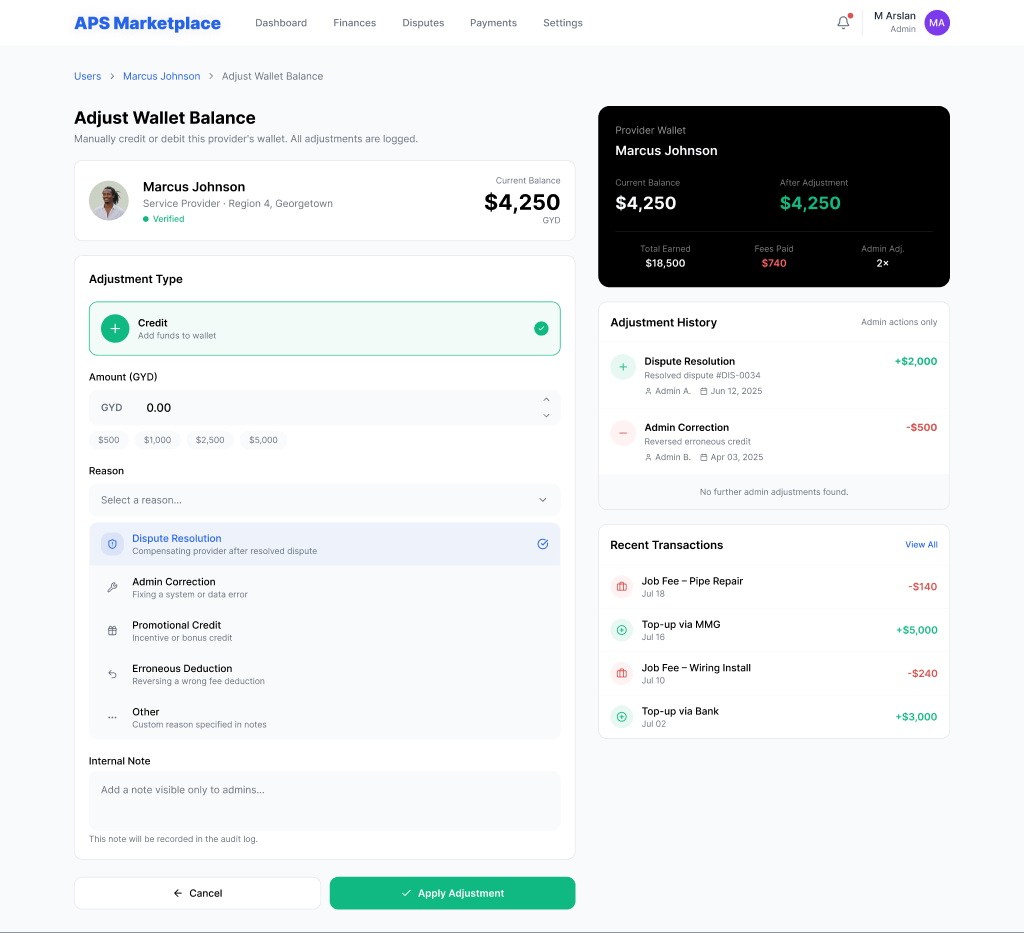 APS Marketplace
Dashboard
Finances
Disputes
Payments
Settings
M Arslan
Admin
MA
Users > Marcus Johnson > Adjust Wallet Balance
Adjust Wallet Balance
Manually credit or debit this provider's wallet. All adjustments are logged.
Marcus Johnson
Service Provider · Region 4, Georgetown
Verified
Current Balance
$4,250
GYD
Adjustment Type
Credit
Add funds to wallet
Amount (GYD)
GYD 0.00
$500 $1,000 $2,500 $5,000
Reason
Select a reason...
Dispute Resolution
Compensating provider after resolved dispute
Admin Correction
Fixing a system or data error
Promotional Credit
Incentive or bonus credit
Erroneous Deduction
Reversing a wrong fee deduction
Other
Custom reason specified in notes
Internal Note
Add a note visible only to admins...
This note will be recorded in the audit log.
Cancel
Apply Adjustment
Provider Wallet
Marcus Johnson
Current Balance
$4,250
After Adjustment
$4,250
Total Earned
$18,500
Fees Paid
$740
Admin Adj.
2×
Adjustment History
Admin actions only
Dispute Resolution
+$2,000
Resolved dispute #DIS-0034
Admin A. Jun 12, 2025
Admin Correction
-$500
Reversed erroneous credit
Admin B. Apr 03, 2025
No further admin adjustments found.
Recent Transactions
View All
Job Fee – Pipe Repair
Jul 18
-$140
Top-up via MMG
Jul 16
+$5,000
Job Fee – Wiring Install
Jul 10
-$240
Top-up via Bank
Jul 02
+$3,000